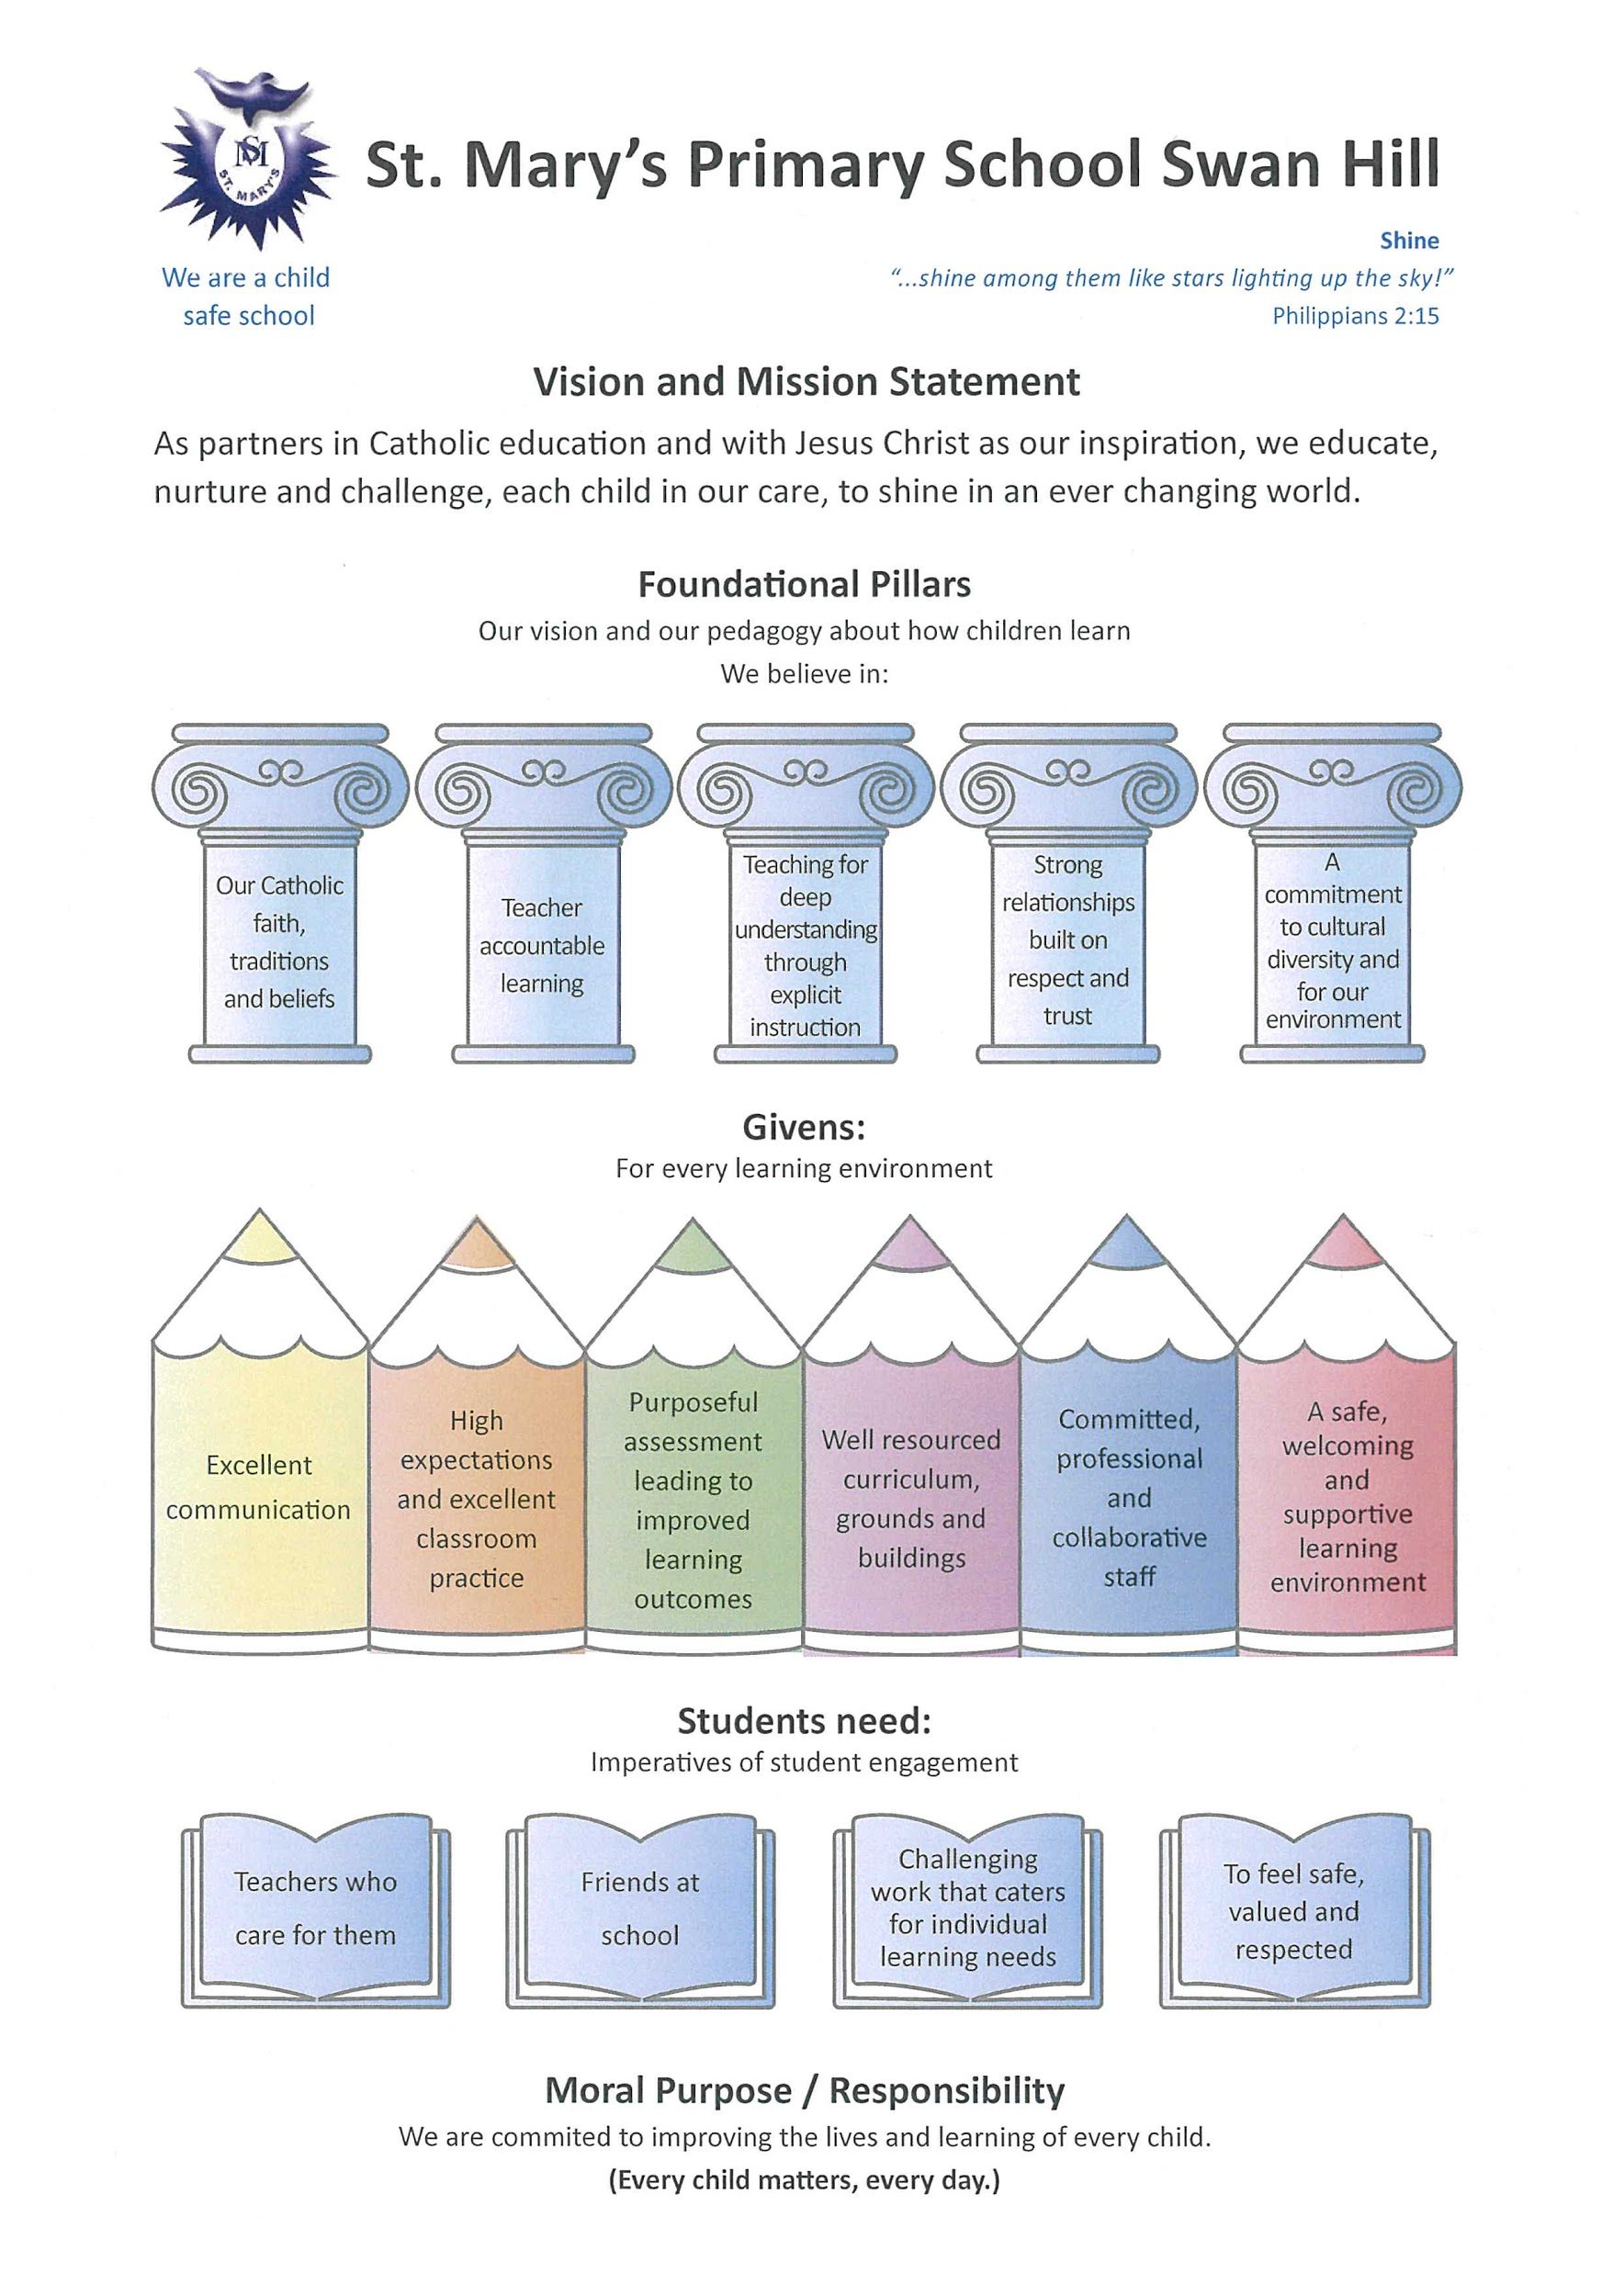 SM
ST. MARY'S
St. Mary’s Primary School Swan Hill
We are a child
safe school
Shine
“...shine among them like stars lighting up the sky!”
Philippians 2:15
Vision and Mission Statement
As partners in Catholic education and with Jesus Christ as our inspiration, we educate,
nurture and challenge, each child in our care, to shine in an ever changing world.
Foundational Pillars
Our vision and our pedagogy about how children learn
We believe in:
Our Catholic
faith,
traditions
and beliefs
Teacher
accountable
learning
Teaching for
deep
understanding
through
explicit
instruction
Strong
relationships
built on
respect and
trust
A
commitment
to cultural
diversity and
for our
environment
Givens:
For every learning environment
Excellent
communication
High
expectations
and excellent
classroom
practice
Purposeful
assessment
leading to
improved
learning
outcomes
Well resourced
curriculum,
grounds and
buildings
Committed,
professional
and
collaborative
staff
A safe,
welcoming
and
supportive
learning
environment
Students need:
Imperatives of student engagement
Teachers who
care for them
Friends at
school
Challenging
work that caters
for individual
learning needs
To feel safe,
valued and
respected
Moral Purpose / Responsibility
We are commited to improving the lives and learning of every child.
(Every child matters, every day.)